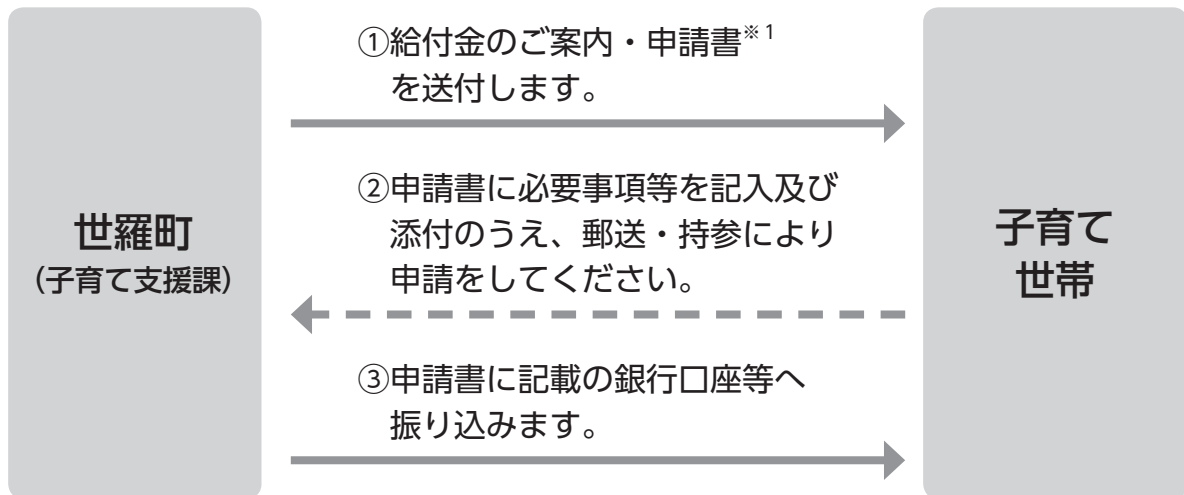 世羅町
(子育て支援課)
①給付金のご案内・申請書※1
を送付します。
②申請書に必要事項等を記入及び
添付のうえ、郵送・持参により
申請をしてください。
③申請書に記載の銀行口座等へ
振り込みます。
子育て
世帯